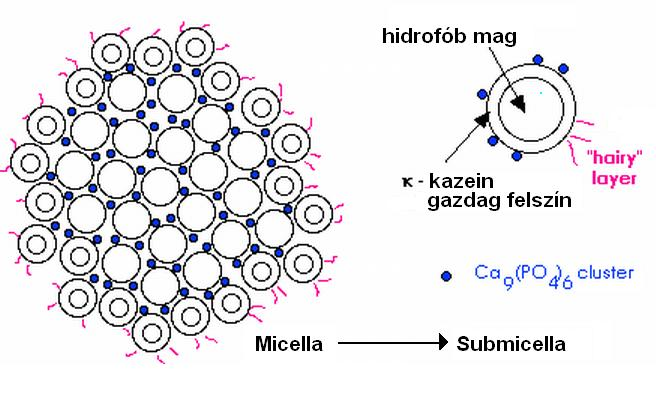 hidrofób mag
"hairy"
layer
κ - kazein
gazdag felszín
Ca9(PO4)6 cluster
Micella
Submicella